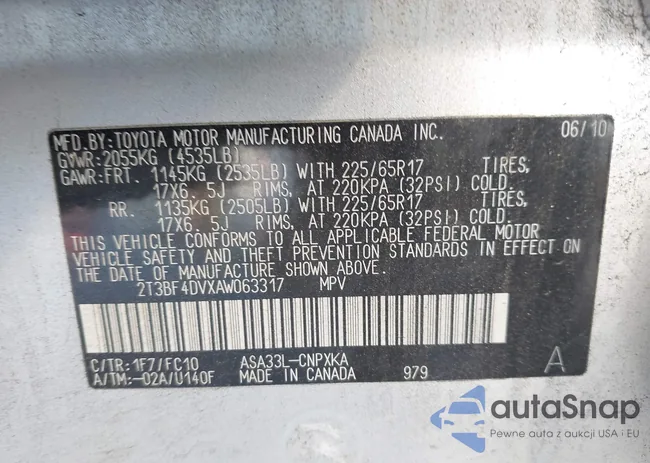 MFD. BY: TOYOTA MOTOR MANUFACTURING CANADA INC. 06/10
GVWR: 2055KG (4535LB)
GAWR: FRT. 1145KG (2535LB) WITH 225/65R17 TIRES,
17X6. 5J RIMS, AT 220KPA (32PSI) COLD.
RR. 1135KG (2505LB) WITH 225/65R17 TIRES,
17X6. 5J RIMS, AT 220KPA (32PSI) COLD.
THIS VEHICLE CONFORMS TO ALL APPLICABLE FEDERAL MOTOR
VEHICLE SAFETY AND THEFT PREVENTION STANDARDS IN EFFECT ON
THE DATE OF MANUFACTURE SHOWN ABOVE.
2T3BF4DVXAW063317 MPV
C/TR: 1F7/FC10 ASA33L-CNPXKA A
A/TM:-02A/U140F MADE IN CANADA 979
autaSnap
Pewne auta z aukcji USA i EU